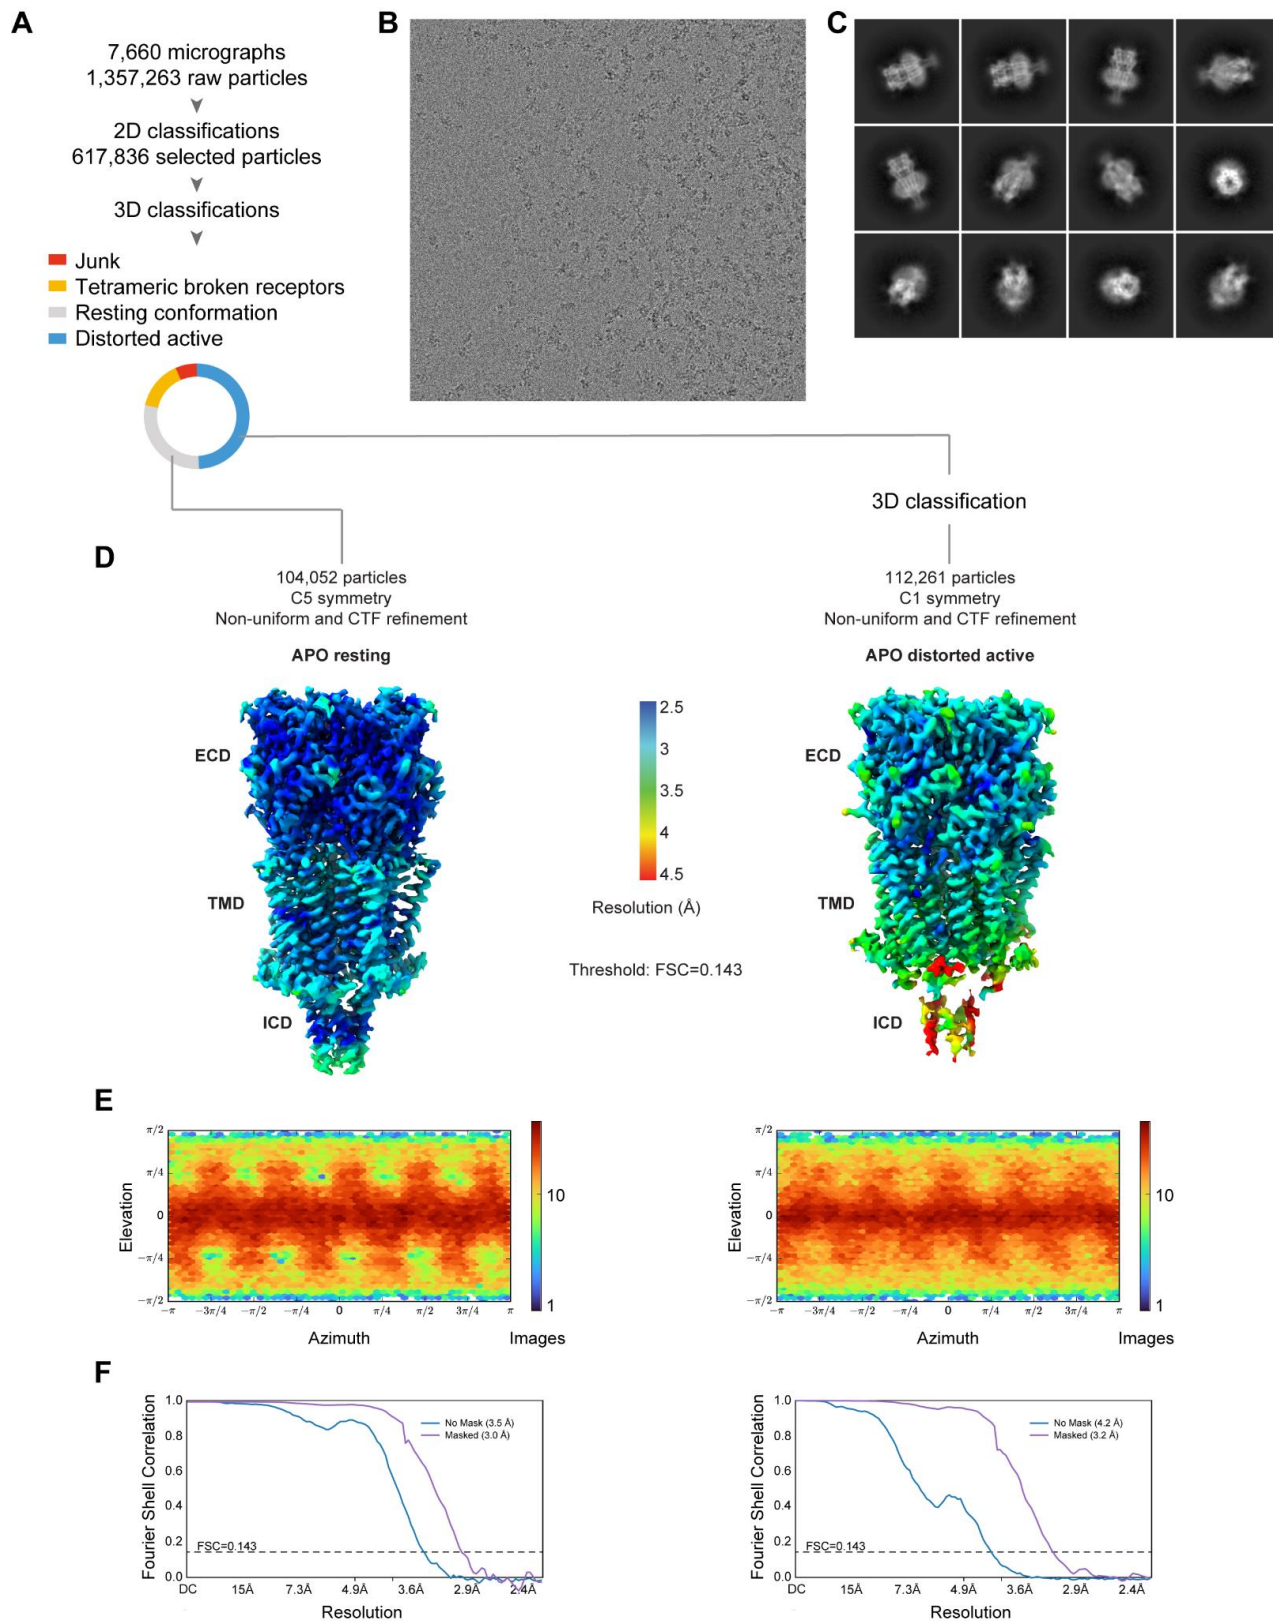 A
7,660 micrographs
1,357,263 raw particles
2D classifications
617,836 selected particles
3D classifications
Junk
Tetrameric broken receptors
Resting conformation
Distorted active
B
C
3D classification
D
104,052 particles
C5 symmetry
Non-uniform and CTF refinement
APO resting
112,261 particles
C1 symmetry
Non-uniform and CTF refinement
APO distorted active
ECD
TMD
ICD
2.5
3
3.5
4
4.5
Resolution (Å)
Threshold: FSC=0.143
ECD
TMD
ICD
E
Elevation
π/2
π/4
0
−π/4
−π/2
−π −3π/4 −π/2 −π/4 0 π/4 π/2 3π/4 π
Azimuth
10
1
Images
Elevation
π/2
π/4
0
−π/4
−π/2
−π −3π/4 −π/2 −π/4 0 π/4 π/2 3π/4 π
Azimuth
10
1
Images
F
Fourier Shell Correlation
1.0
0.8
0.6
0.4
0.2
0.0
No Mask (3.5 Å)
Masked (3.0 Å)
FSC=0.143
DC 15Å 7.3Å 4.9Å 3.6Å 2.9Å 2.4Å
Resolution
Fourier Shell Correlation
1.0
0.8
0.6
0.4
0.2
0.0
No Mask (4.2 Å)
Masked (3.2 Å)
FSC=0.143
DC 15Å 7.3Å 4.9Å 3.6Å 2.9Å 2.4Å
Resolution